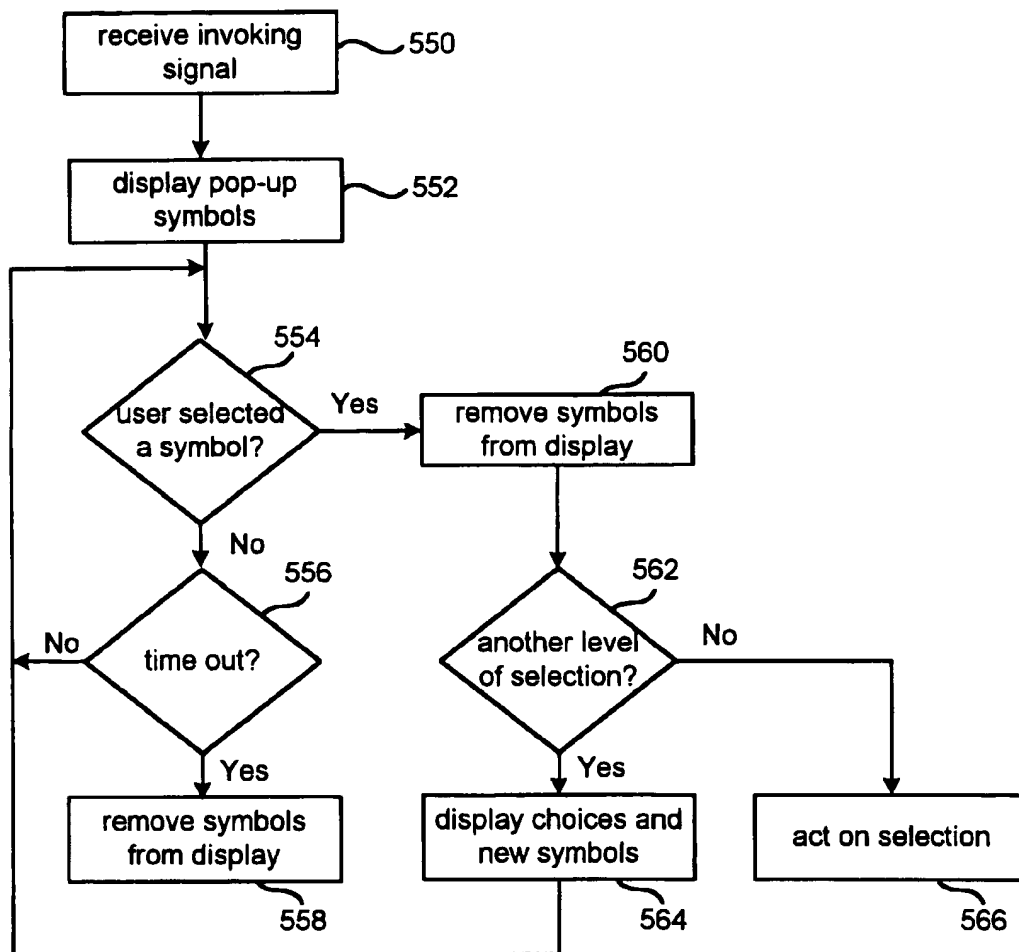 receive invoking
signal
550
display pop-up
symbols
552
554
user selected
a symbol?
Yes
560
remove symbols
from display
No
556
time out?
No
562
another level
of selection?
No
Yes
remove symbols
from display
558
Yes
display choices and
new symbols
564
act on selection
566